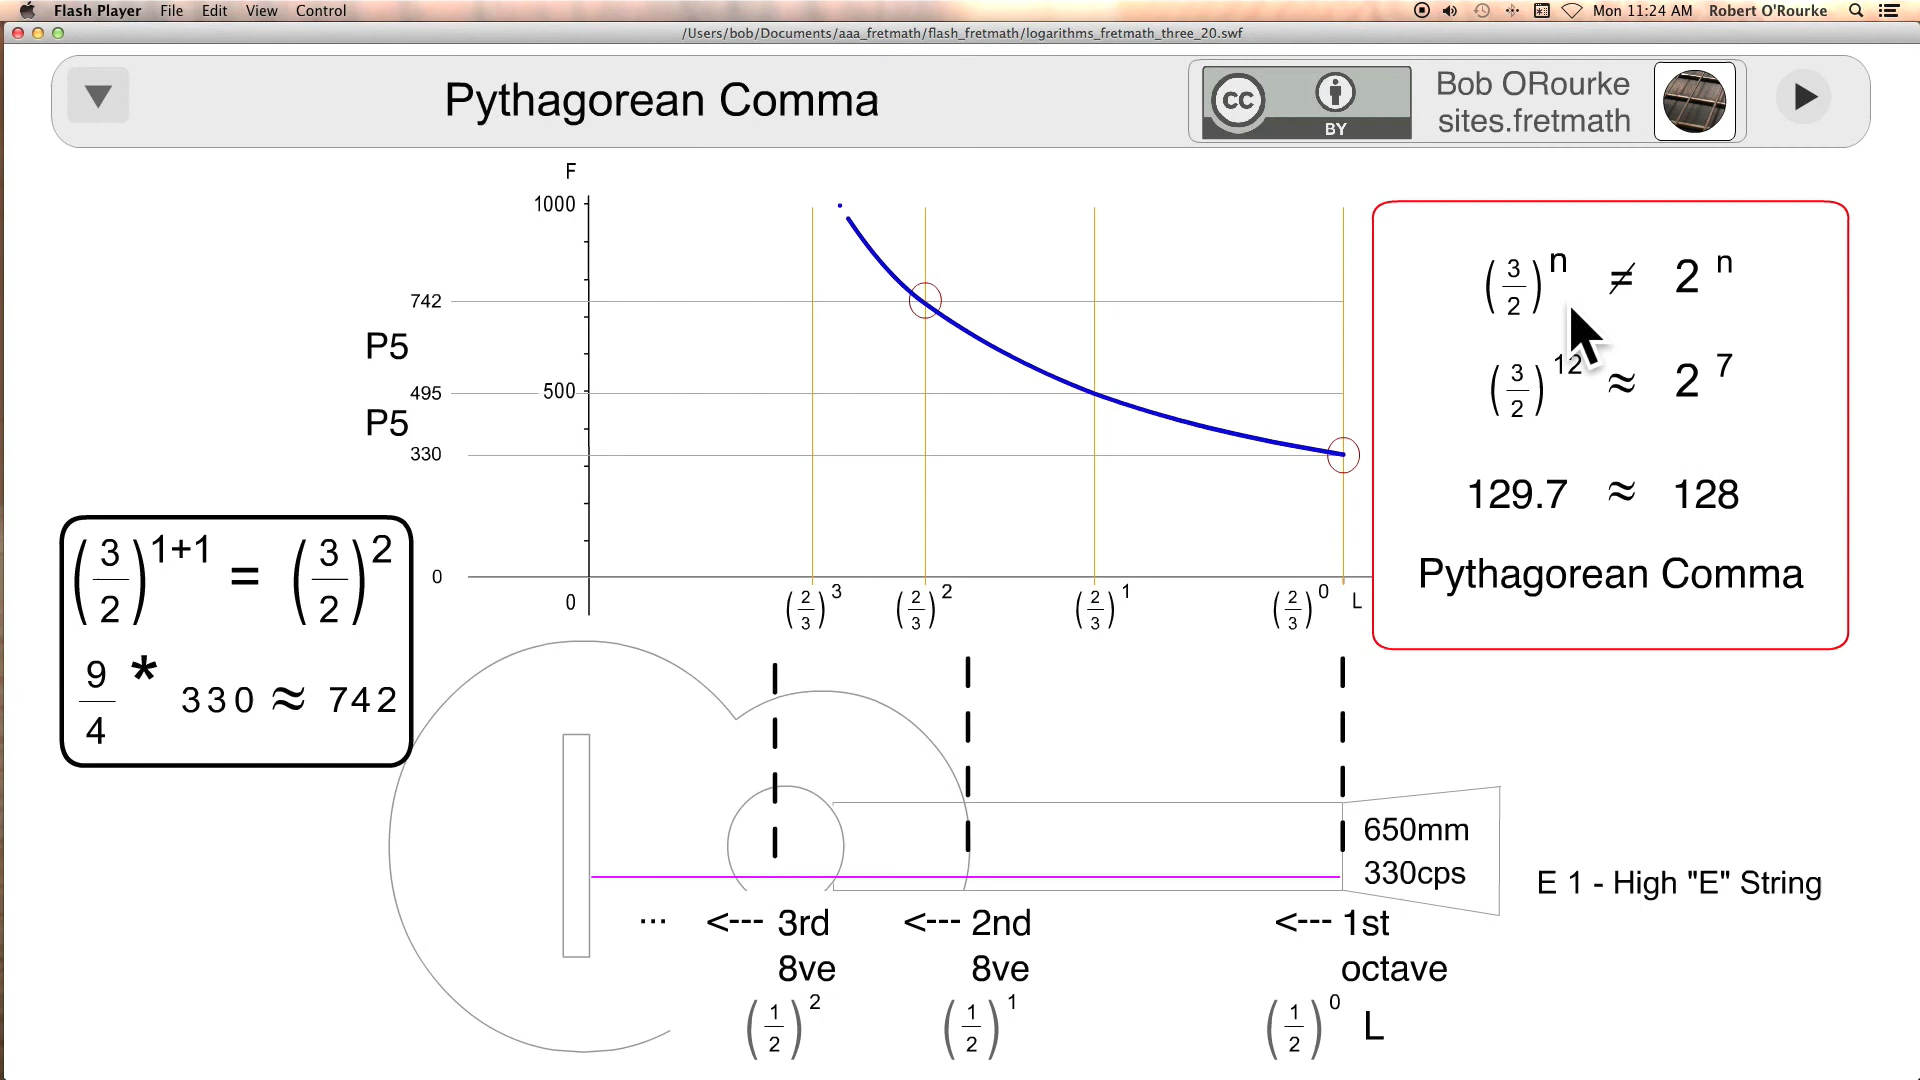 Flash Player File Edit View Control Mon 11:24 AM Robert O'Rourke
/Users/bob/Documents/aaa_fretmath/flash_fretmath/logarithms_fretmath_three_20.swf
Pythagorean Comma
cc BY
Bob ORourke
sites.fretmath
F
1000
742
P5
495
500
P5
330
0
0
(2/3)^3 (2/3)^2 (2/3)^1 (2/3)^0 L
(3/2)^n ≠ 2^n
(3/2)^12 ≈ 2^7
129.7 ≈ 128
Pythagorean Comma
(3/2)^1+1 = (3/2)^2
9/4 * 330 ≈ 742
650mm
330cps
E 1 - High "E" String
... <--- 3rd <--- 2nd <--- 1st
8ve 8ve octave
(1/2)^2 (1/2)^1 (1/2)^0 L